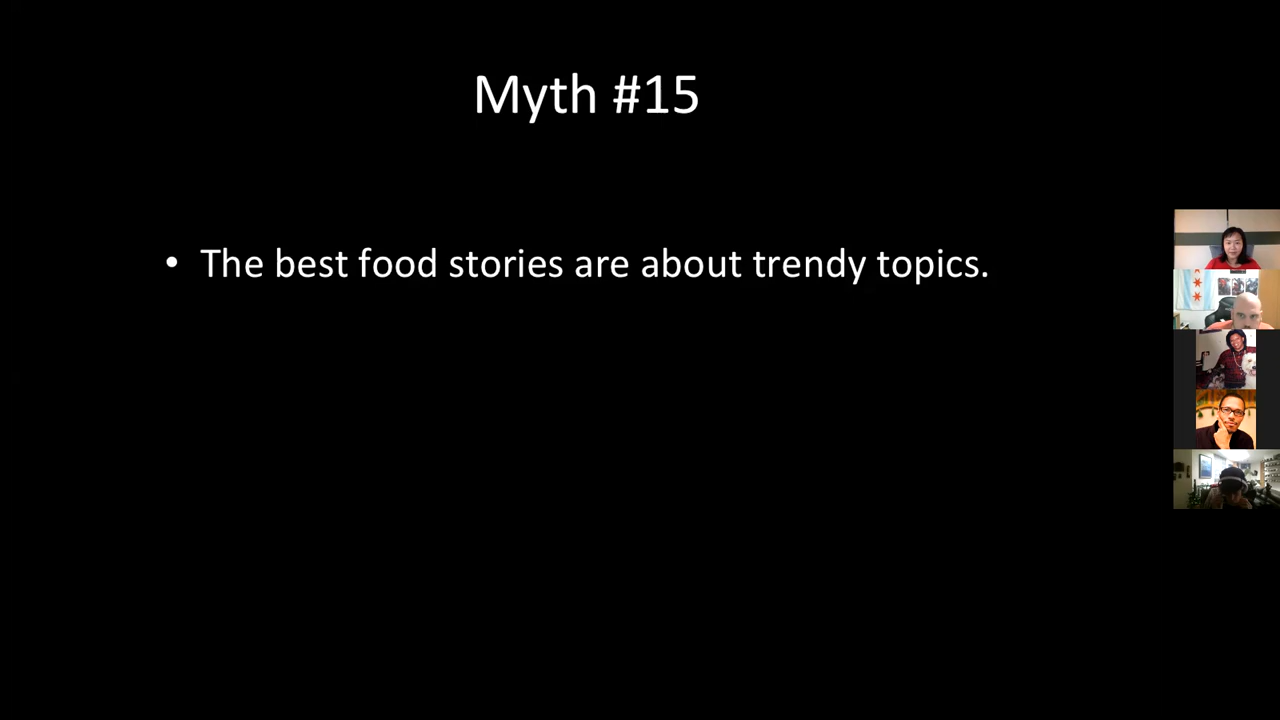 Myth #15
• The best food stories are about trendy topics.